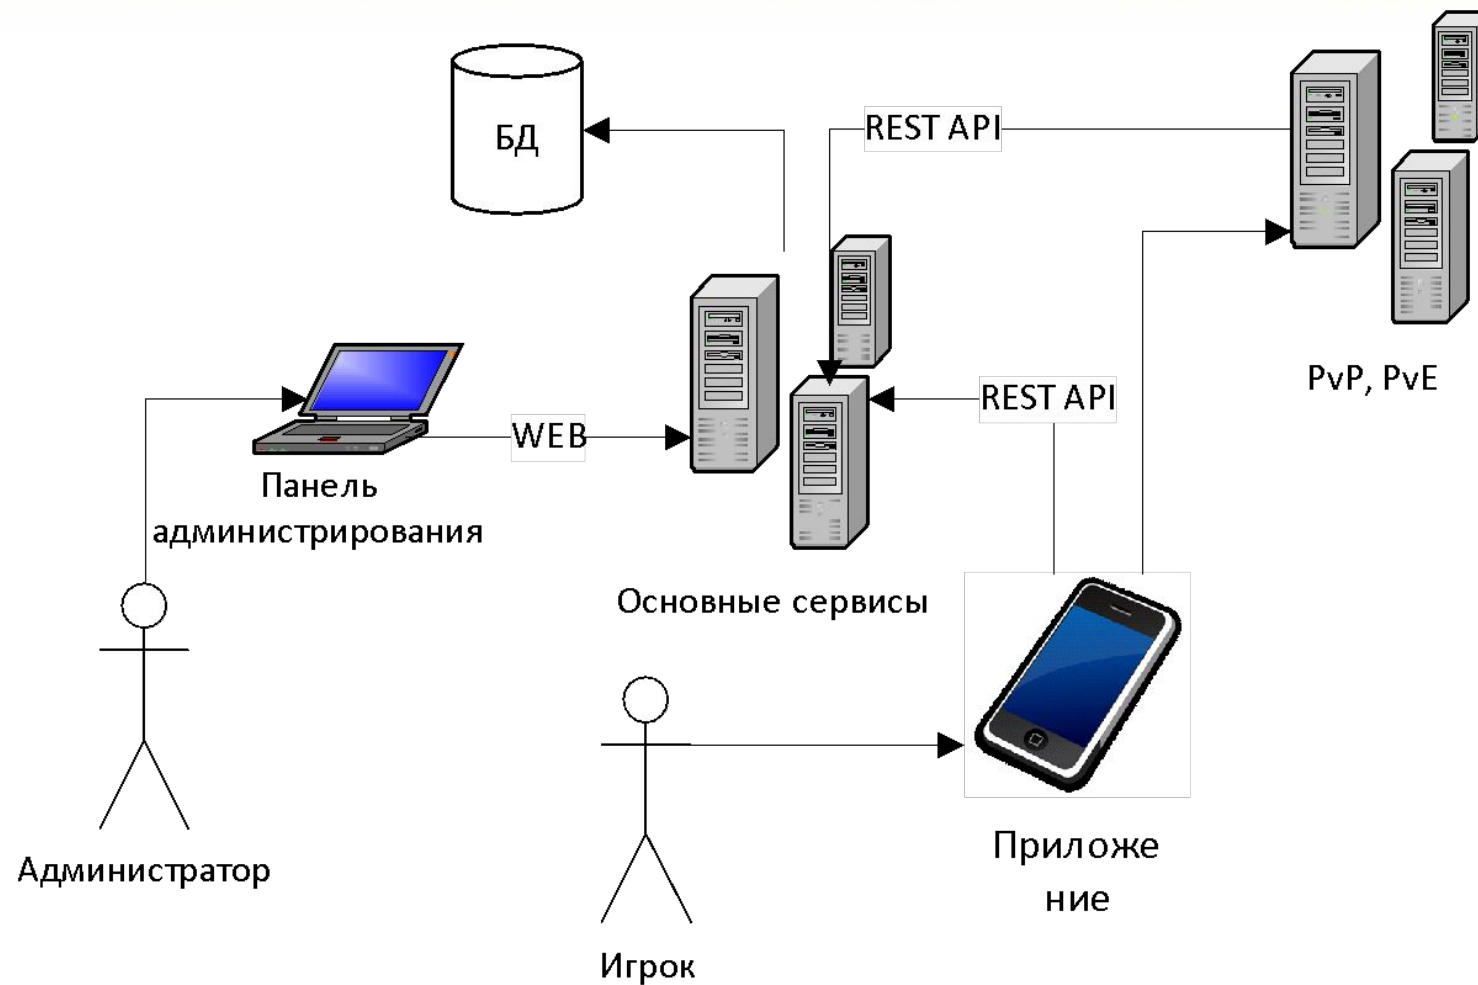 БД
REST API
PvP, PvE
REST API
WEB
Панель
администрирования
Основные сервисы
Приложе
ние
Администратор
Игрок